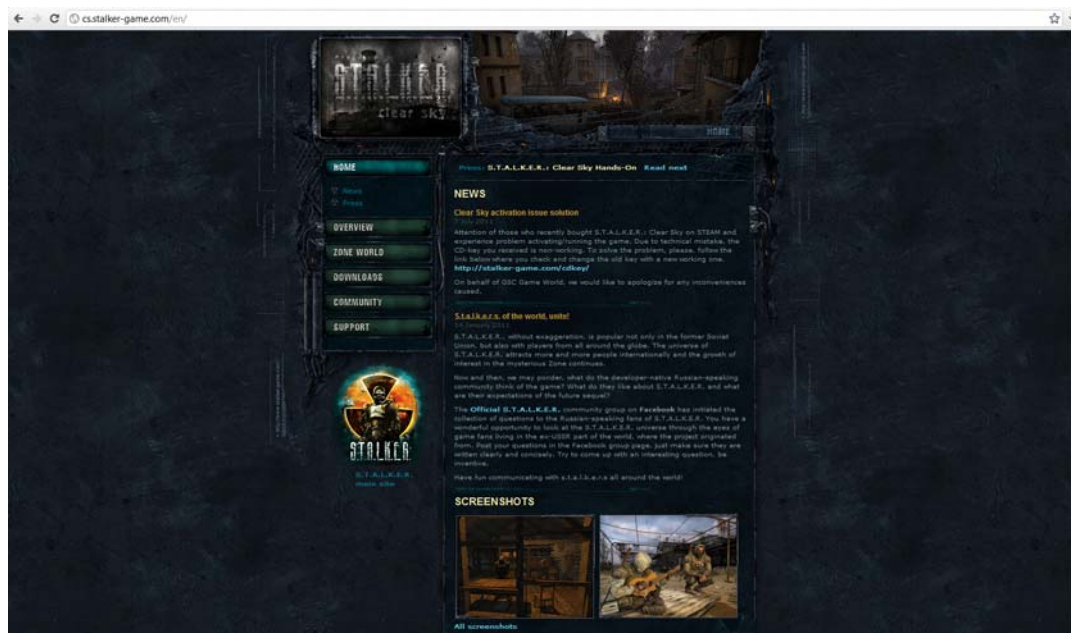 cs.stalker-game.com/en/
S.T.A.L.K.E.R
clear sky
HOME
HOME
News
Press
OVERVIEW
ZONE WORLD
DOWNLOADS
COMMUNITY
SUPPORT
S.T.A.L.K.E.R.
S.T.A.L.K.E.R.
main site
Press: S.T.A.L.K.E.R.: Clear Sky Hands-On Read next
NEWS
Clear Sky activation issue solution
7 July 2011
Attention of those who recently bought S.T.A.L.K.E.R.: Clear Sky on STEAM and
experience problem activating/running the game. Due to technical mistake, the
CD-key you received is non-working. To solve the problem, please, follow the
link below where you check and change the old key with a new working one.
http://stalker-game.com/cdkey/
On behalf of GSC Game World, we would like to apologize for any inconveniences
caused.
S.t.a.l.k.e.r.s. of the world, unite!
14 January 2011
S.T.A.L.K.E.R., without exaggeration, is popular not only in the former Soviet
Union, but also with players from all around the globe. The universe of
S.T.A.L.K.E.R. attracts more and more people internationally and the growth of
interest in the mysterious Zone continues.
Now and then, we may ponder, what do the developer-native Russian-speaking
community think of the game? What do they like about S.T.A.L.K.E.R. and what
are their expectations of the future sequel?
The Official S.T.A.L.K.E.R. community group on Facebook has initiated the
collection of questions to the Russian-speaking fans of S.T.A.L.K.E.R. You have a
wonderful opportunity to look at the S.T.A.L.K.E.R. universe through the eyes of
game fans living in the ex-USSR part of the world, where the project originated
from. Post your questions in the Facebook group page, just make sure they are
written clearly and concisely. Try to come up with an interesting question, be
inventive.
Have fun communicating with s.t.a.l.k.e.r.s all around the world!
SCREENSHOTS
All screenshots